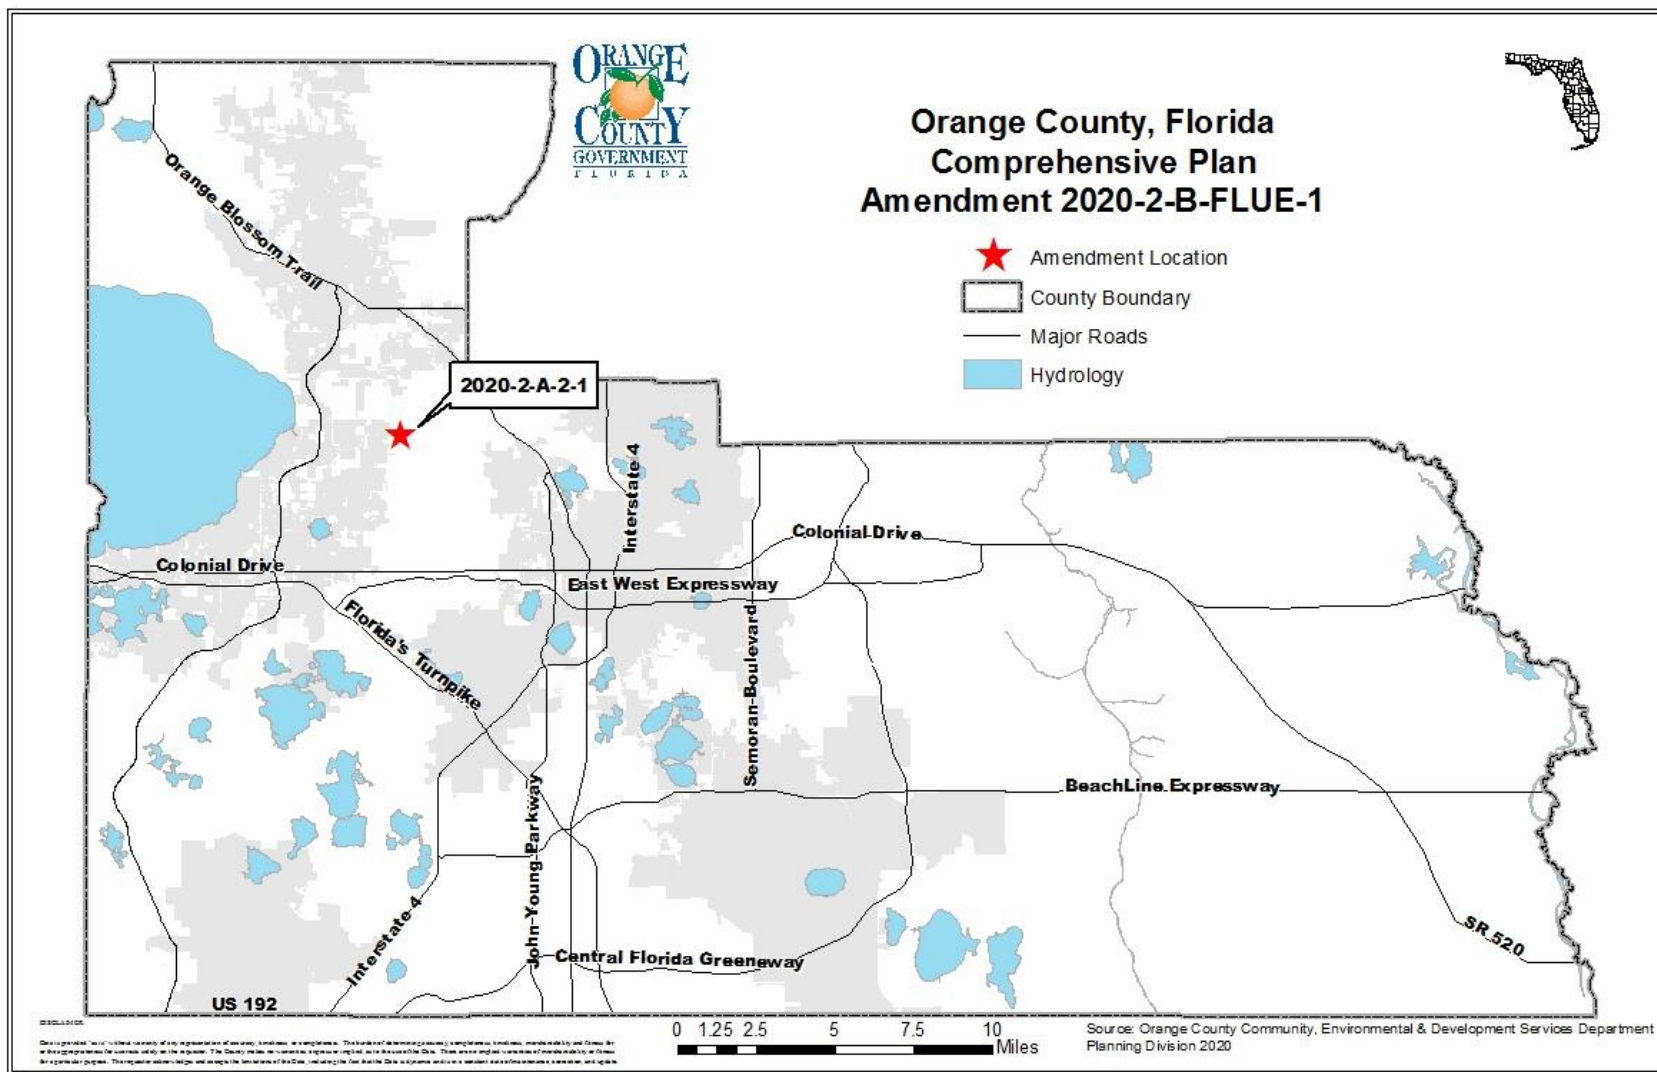 ORANGE
COUNTY
GOVERNMENT
FLORIDA
Orange County, Florida
Comprehensive Plan
Amendment 2020-2-B-FLUE-1
Amendment Location
County Boundary
Major Roads
Hydrology
Orange Blossom Trail
2020-2-A-2-1
Interstate 4
Colonial Drive
Colonial Drive
East West Expressway
Florida's Turnpike
Semoran Boulevard
BeachLine Expressway
John Young Parkway
Interstate 4
Central Florida Greeneway
SR 520
US 192
DISCLAIMER:
0 1.25 2.5 5 7.5 10
Miles
Source: Orange County Community, Environmental & Development Services Department
Planning Division 2020